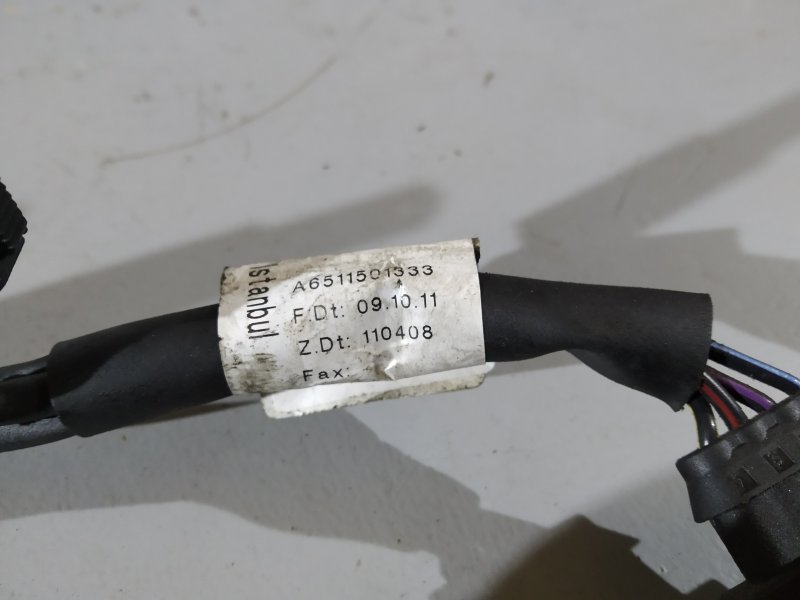 Istanbul
A6511501333
F.Dt: 09.10.11
Z.Dt: 110408
Fax: